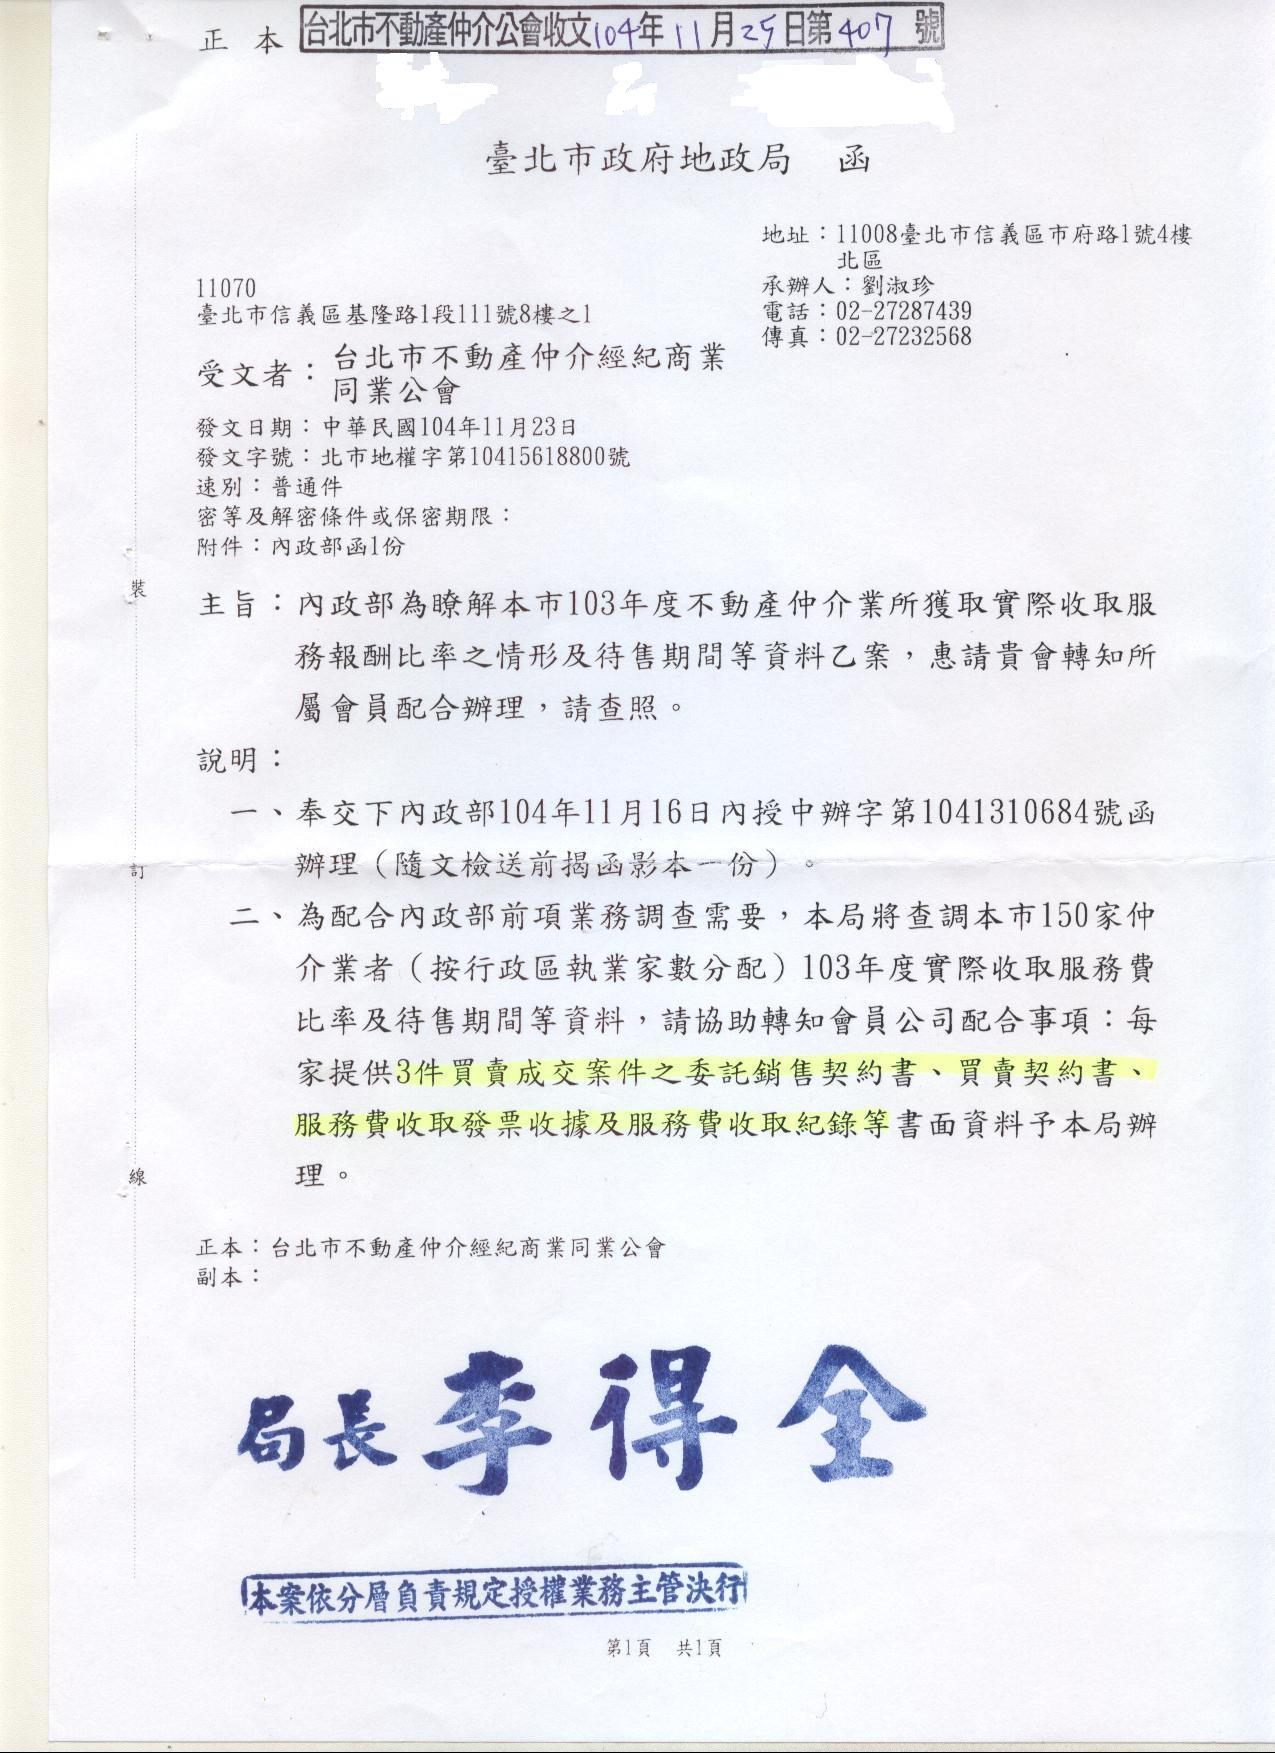 正本
台北市不動產仲介公會收文104年11月25日第407號
臺北市政府地政局 函
地址：11008臺北市信義區市府路1號4樓
北區
承辦人：劉淑珍
電話：02-27287439
傳真：02-27232568
11070
臺北市信義區基隆路1段111號8樓之1
受文者：台北市不動產仲介經紀商業
同業公會
發文日期：中華民國104年11月23日
發文字號：北市地權字第10415618800號
速別：普通件
密等及解密條件或保密期限：
附件：內政部函1份
主旨：內政部為瞭解本市103年度不動產仲介業所獲取實際收取服
務報酬比率之情形及待售期間等資料乙案，惠請貴會轉知所
屬會員配合辦理，請查照。
說明：
一、奉交下內政部104年11月16日內授中辦字第1041310684號函
辦理（隨文檢送前揭函影本一份）。
二、為配合內政部前項業務調查需要，本局將查調本市150家仲
介業者（按行政區執業家數分配）103年度實際收取服務費
比率及待售期間等資料，請協助轉知會員公司配合事項：每
家提供3件買賣成交案件之委託銷售契約書、買賣契約書、
服務費收取發票收據及服務費收取紀錄等書面資料予本局辦
理。
正本：台北市不動產仲介經紀商業同業公會
副本：
裝
訂
線
局長李得全
本案依分層負責規定授權業務主管決行
第1頁 共1頁